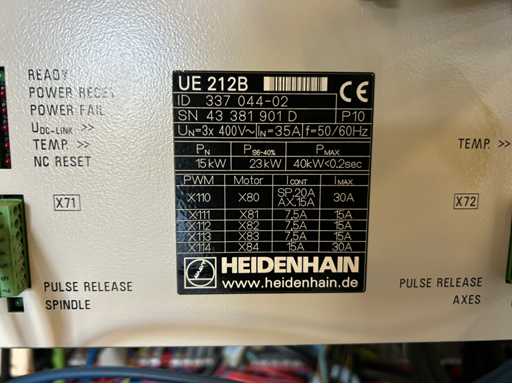 READY
POWER RESET
POWER FAIL
UDC-LINK >>
TEMP. >>
NC RESET
X71
PULSE RELEASE
SPINDLE
UE 212B
CE
ID 337 044-02
SN 43 381 901 D P10
UN=3x 400V~ IN=35A f=50/60Hz
PN PS6-40% PMAX
15kW 23kW 40kW<0.2sec
PWM Motor ICONT IMAX
X110 X80 SP.20A AX.15A 30A
X111 X81 7,5A 15A
X112 X82 7,5A 15A
X113 X83 7,5A 15A
X114 X84 15A 30A
HEIDENHAIN
www.heidenhain.de
TEMP. >>
X72
PULSE RELEASE
AXES